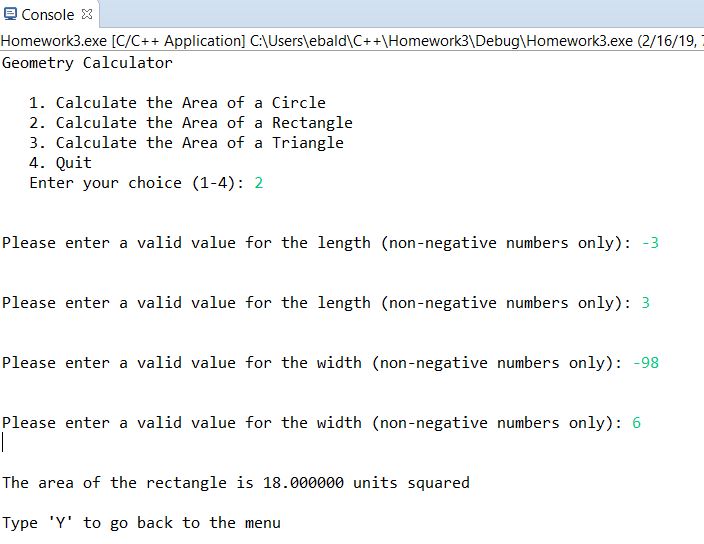 Console
Homework3.exe [C/C++ Application] C:\Users\ebald\C++\Homework3\Debug\Homework3.exe (2/16/19,
Geometry Calculator
1. Calculate the Area of a Circle
2. Calculate the Area of a Rectangle
3. Calculate the Area of a Triangle
4. Quit
Enter your choice (1-4): 2
Please enter a valid value for the length (non-negative numbers only): -3
Please enter a valid value for the length (non-negative numbers only): 3
Please enter a valid value for the width (non-negative numbers only): -98
Please enter a valid value for the width (non-negative numbers only): 6
The area of the rectangle is 18.000000 units squared
Type 'Y' to go back to the menu